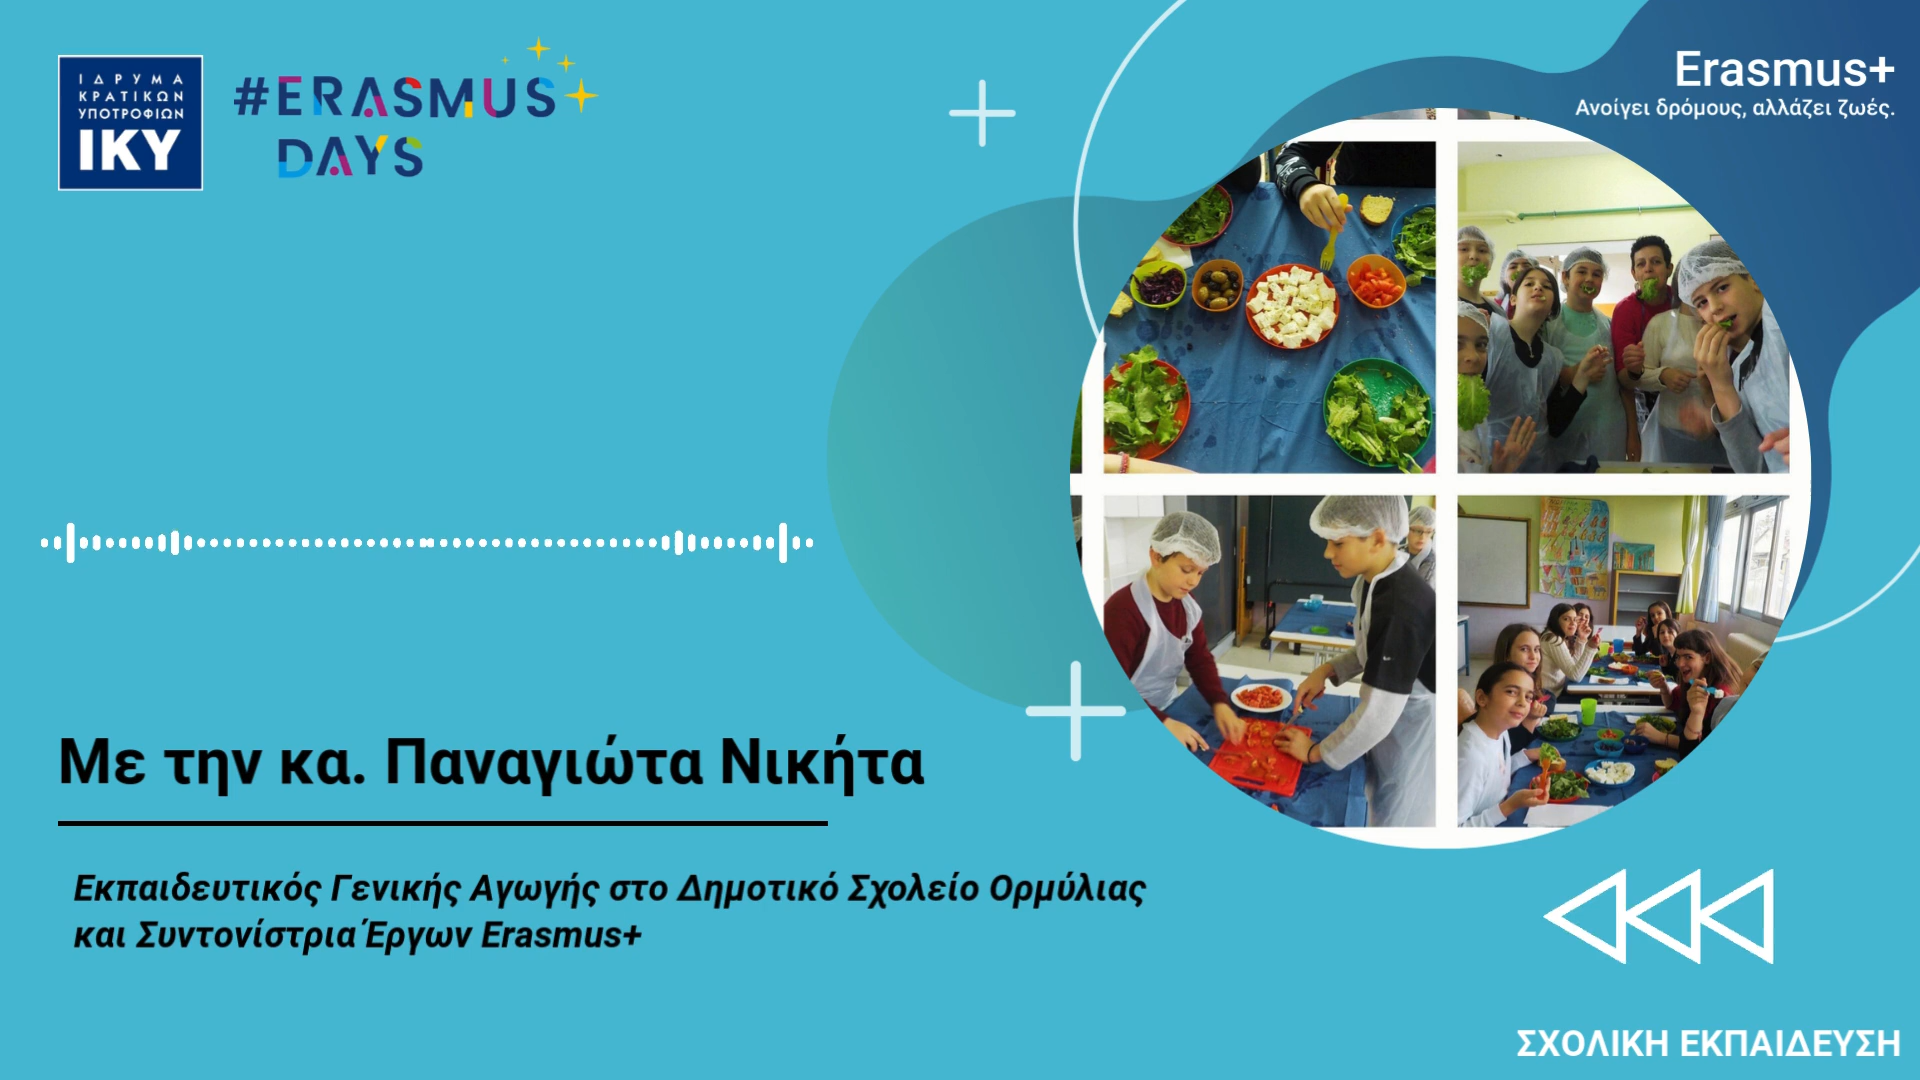 ΙΔΡΥΜΑ
ΚΡΑΤΙΚΩΝ
ΥΠΟΤΡΟΦΙΩΝ
ΙΚΥ
#ERASMUS
DAYS
Erasmus+
Ανοίγει δρόμους, αλλάζει ζωές.
Με την κα. Παναγιώτα Νικήτα
Εκπαιδευτικός Γενικής Αγωγής στο Δημοτικό Σχολείο Ορμύλιας
και Συντονίστρια Έργων Erasmus+
ΣΧΟΛΙΚΗ ΕΚΠΑΙΔΕΥΣΗ